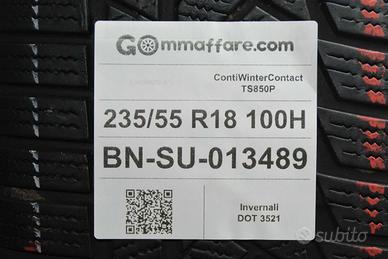 GOmmaffare.com
ContiWinterContact
TS850P
235/55 R18 100H
BN-SU-013489
Invernali
DOT 3521
subito